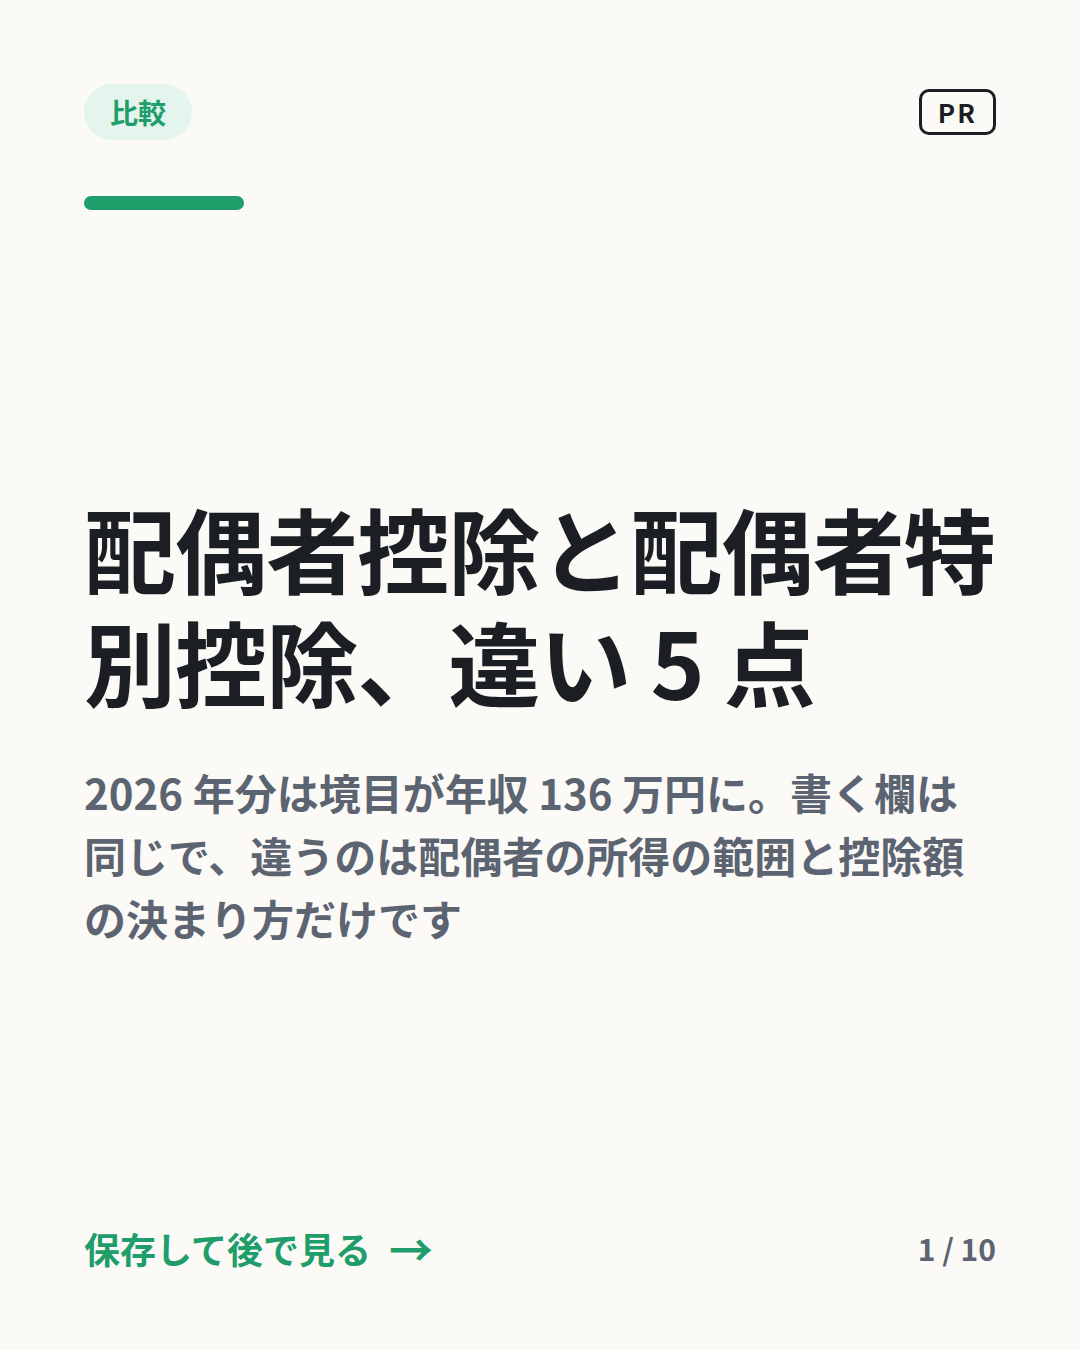 比較
PR
配偶者控除と配偶者特
別控除、違い 5 点
2026 年分は境目が年収 136 万円に。書く欄は
同じで、違うのは配偶者の所得の範囲と控除額
の決まり方だけです
保存して後で見る →
1 / 10